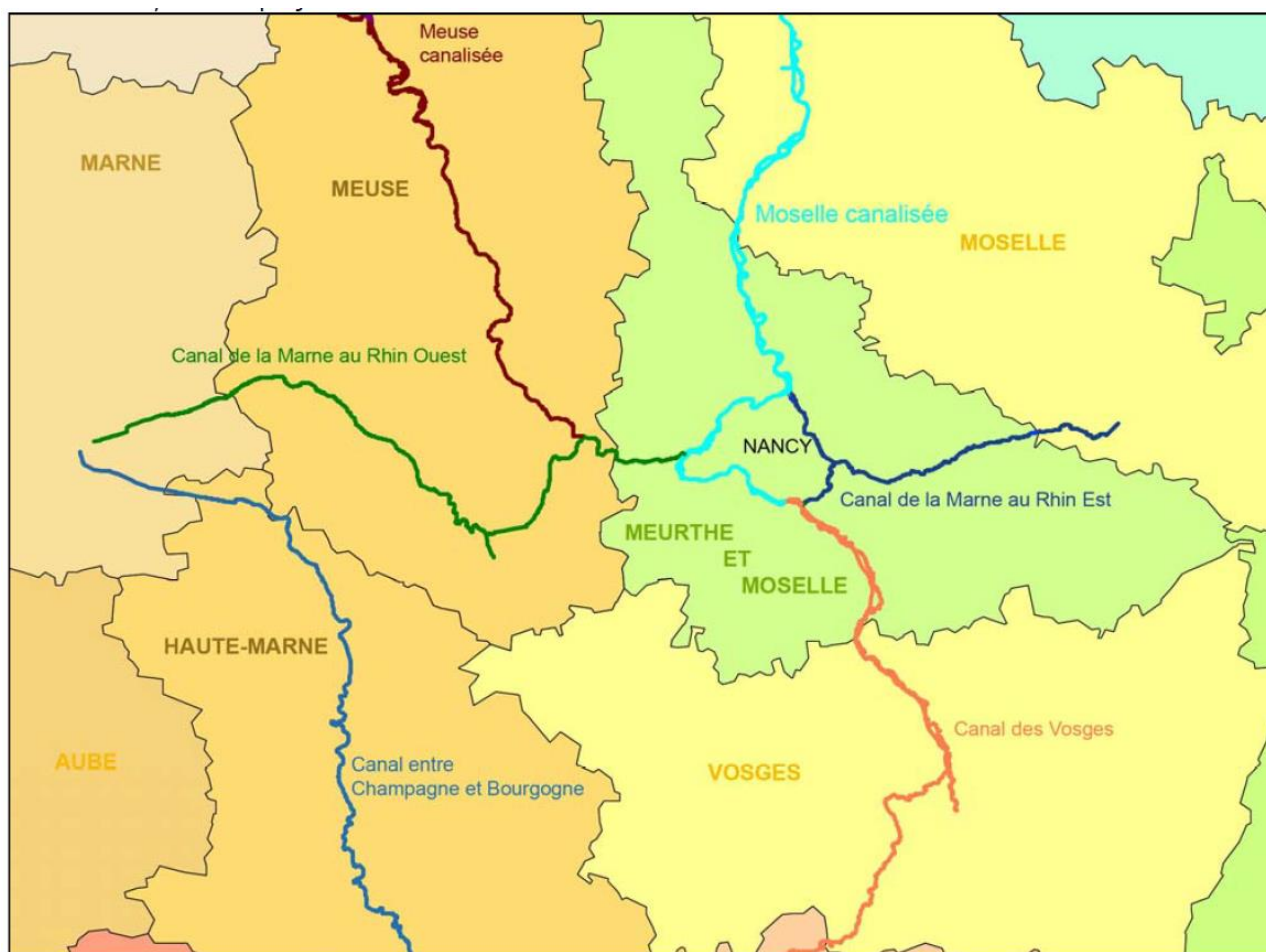 Meuse
canalisée
MARNE
MEUSE
Moselle canalisée
MOSELLE
Canal de la Marne au Rhin Ouest
NANCY
Canal de la Marne au Rhin Est
MEURTHE
ET
MOSELLE
HAUTE-MARNE
Canal des Vosges
AUBE
Canal entre
Champagne et Bourgogne
VOSGES